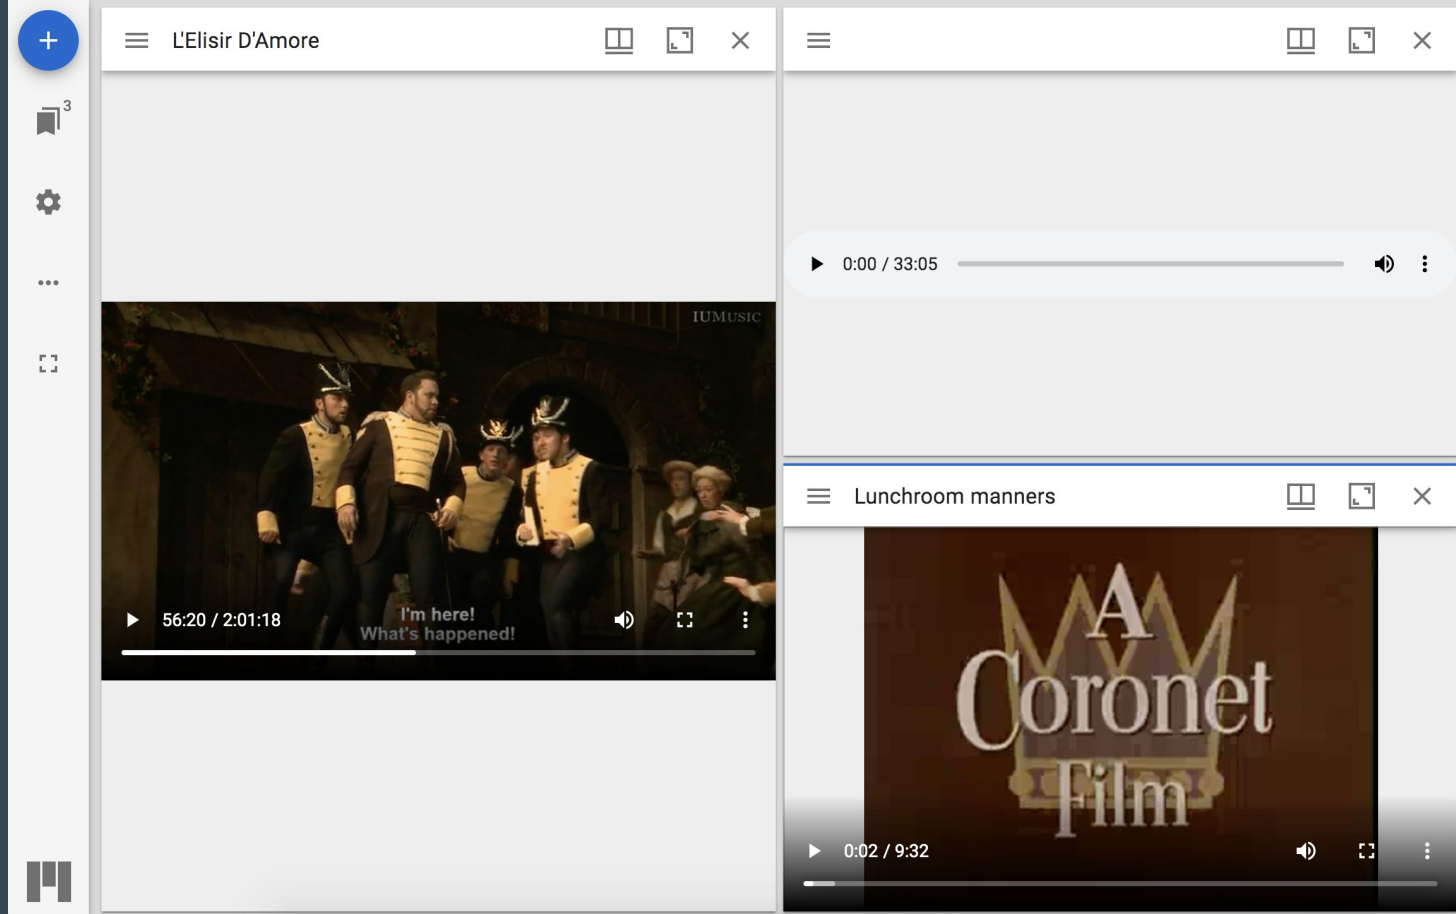 3
L'Elisir D'Amore
IUMUSIC
I'm here!
What's happened!
56:20 / 2:01:18
0:00 / 33:05
Lunchroom manners
A
Coronet
Film
0:02 / 9:32